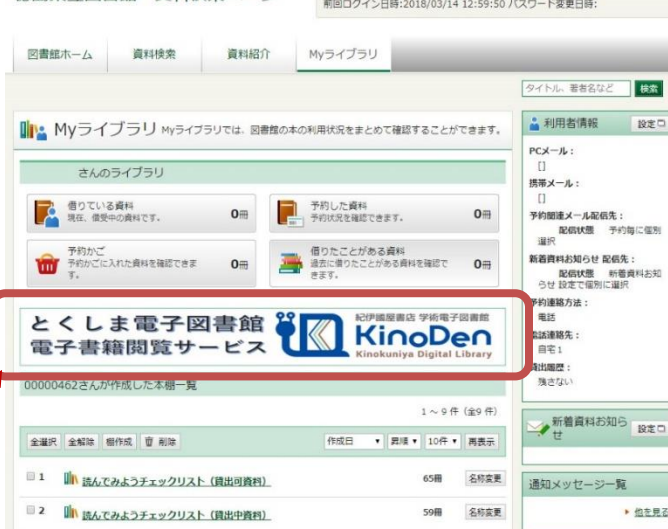 前回ログイン日時:2018/03/14 12:59:50 パスワード変更日時:
図書館ホーム
資料検索
資料紹介
Myライブラリ
タイトル、著者名など
検索
Myライブラリ Myライブラリでは、図書館の本の利用状況をまとめて確認することができます。
さんのライブラリ
借りている資料
現在、借受中の資料です。
0冊
予約した資料
予約状況を確認できます。
0冊
予約かご
予約かごに入れた資料を確認できま
す。
0冊
借りたことがある資料
過去に借りたことがある資料を確認で
きます。
0冊
とくしま電子図書館
電子書籍閲覧サービス
紀伊國屋書店 学術電子図書館
KinoDen
Kinokuniya Digital Library
00000462さんが作成した本棚一覧
1～9件（全9件）
全選択
全解除
棚作成
削除
作成日
昇順
10件
再表示
1 読んでみようチェックリスト（貸出可資料）
65冊
名称変更
2 読んでみようチェックリスト（貸出中資料）
59冊
名称変更
利用者情報
設定
PCメール：
[]
携帯メール：
[]
予約関連メール配信先：
配信状態 予約毎に個別
選択
新着資料お知らせ 配信先：
配信状態 新着資料お知
らせ 設定で個別に選択
予約連絡方法：
電話
電話連絡先：
自宅1
貸出履歴：
残さない
新着資料お知ら
せ
設定
通知メッセージ一覧
他を見る